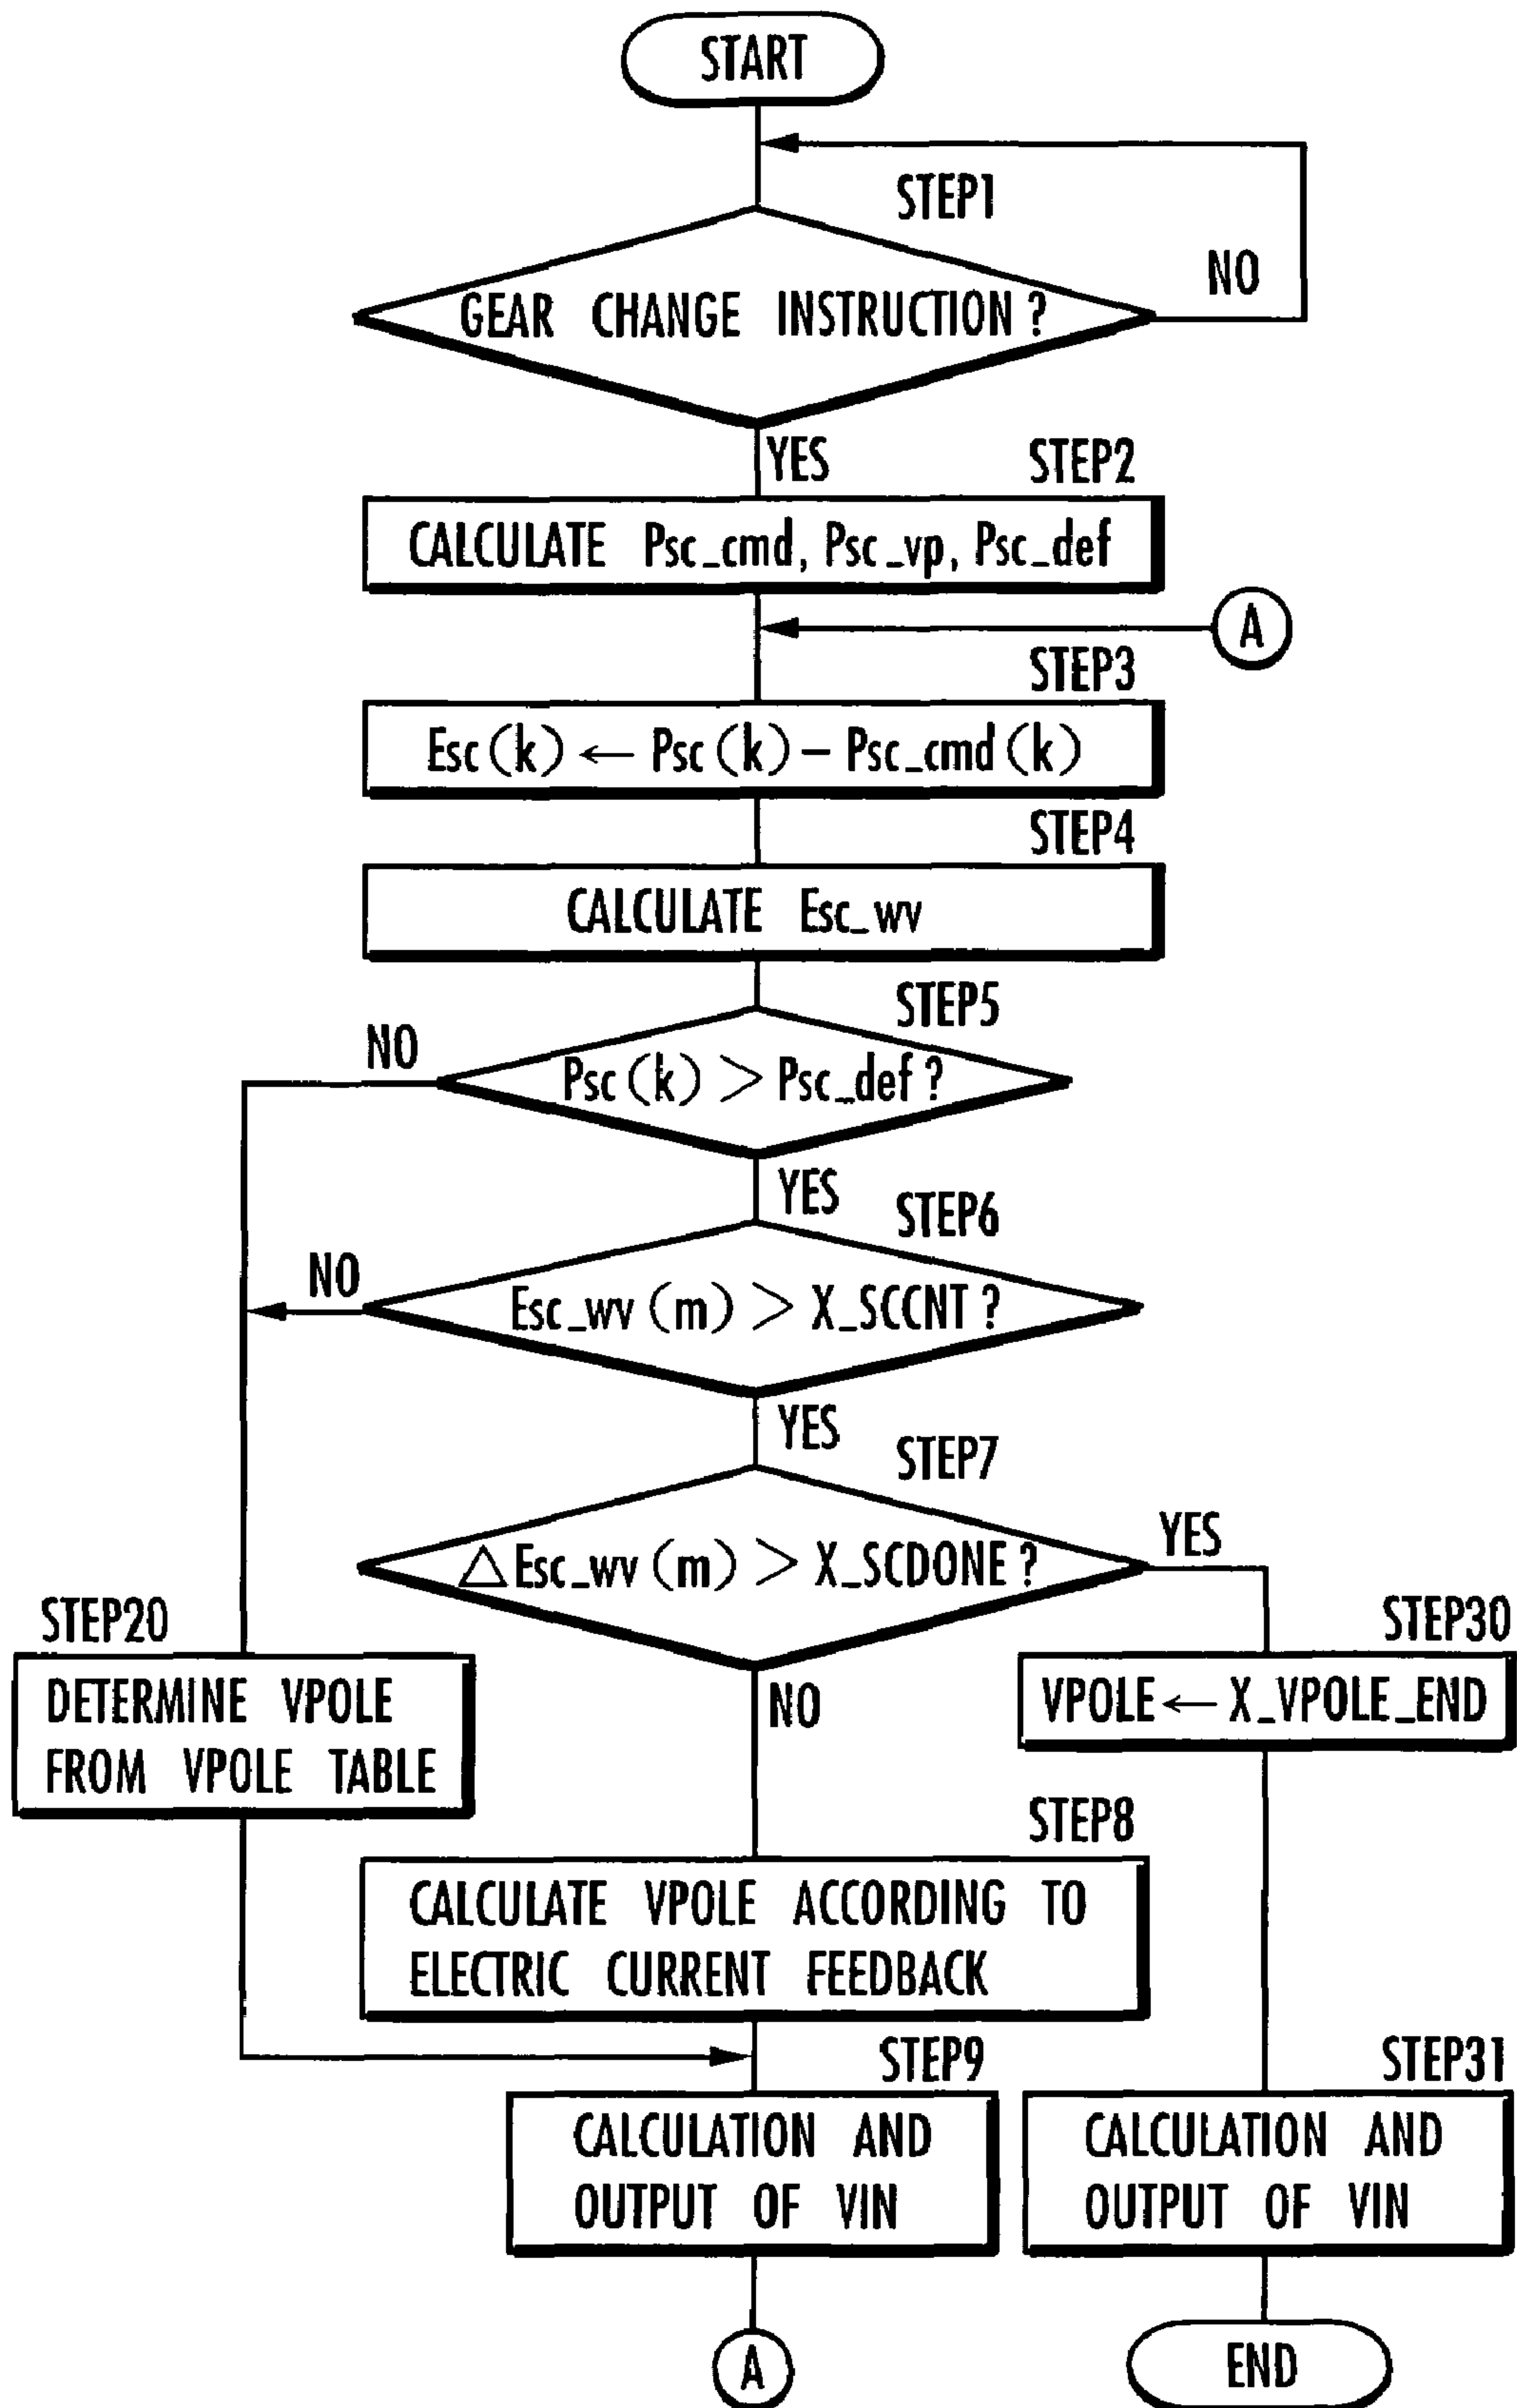 START
STEP1
NO
GEAR CHANGE INSTRUCTION?
YES
STEP2
CALCULATE Psc_cmd, Psc_vp, Psc_def
A
STEP3
Esc(k) ← Psc(k) − Psc_cmd(k)
STEP4
CALCULATE Esc_wv
STEP5
NO
Psc(k) > Psc_def?
YES
STEP6
NO
Esc_wv(m) > X_SCCNT?
YES
STEP7
YES
△Esc_wv(m) > X_SCDONE?
STEP20
STEP30
DETERMINE VPOLE
FROM VPOLE TABLE
NO
VPOLE ← X_VPOLE_END
STEP8
CALCULATE VPOLE ACCORDING TO
ELECTRIC CURRENT FEEDBACK
STEP9
STEP31
CALCULATION AND
OUTPUT OF VIN
CALCULATION AND
OUTPUT OF VIN
A
END